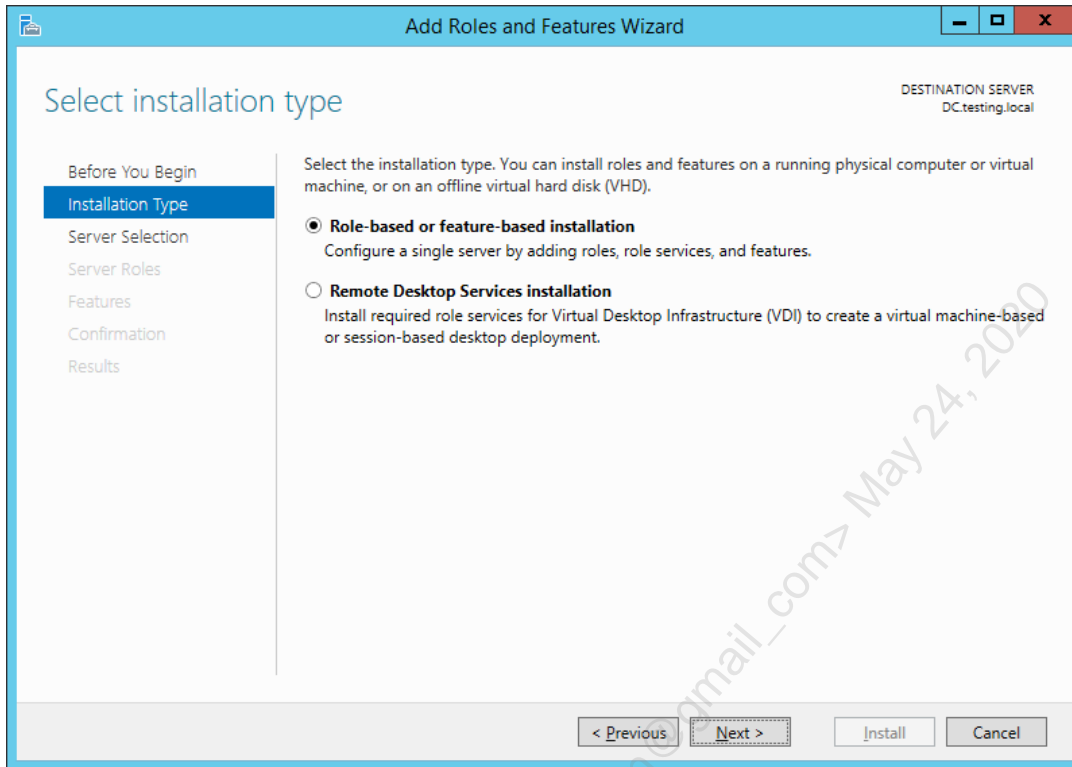 Add Roles and Features Wizard
Select installation type
DESTINATION SERVER
DC.testing.local
Before You Begin
Installation Type
Server Selection
Server Roles
Features
Confirmation
Results
Select the installation type. You can install roles and features on a running physical computer or virtual
machine, or on an offline virtual hard disk (VHD).
Role-based or feature-based installation
Configure a single server by adding roles, role services, and features.
Remote Desktop Services installation
Install required role services for Virtual Desktop Infrastructure (VDI) to create a virtual machine-based
or session-based desktop deployment.
< Previous
Next >
Install
Cancel
@gmail_com> May 24, 2020